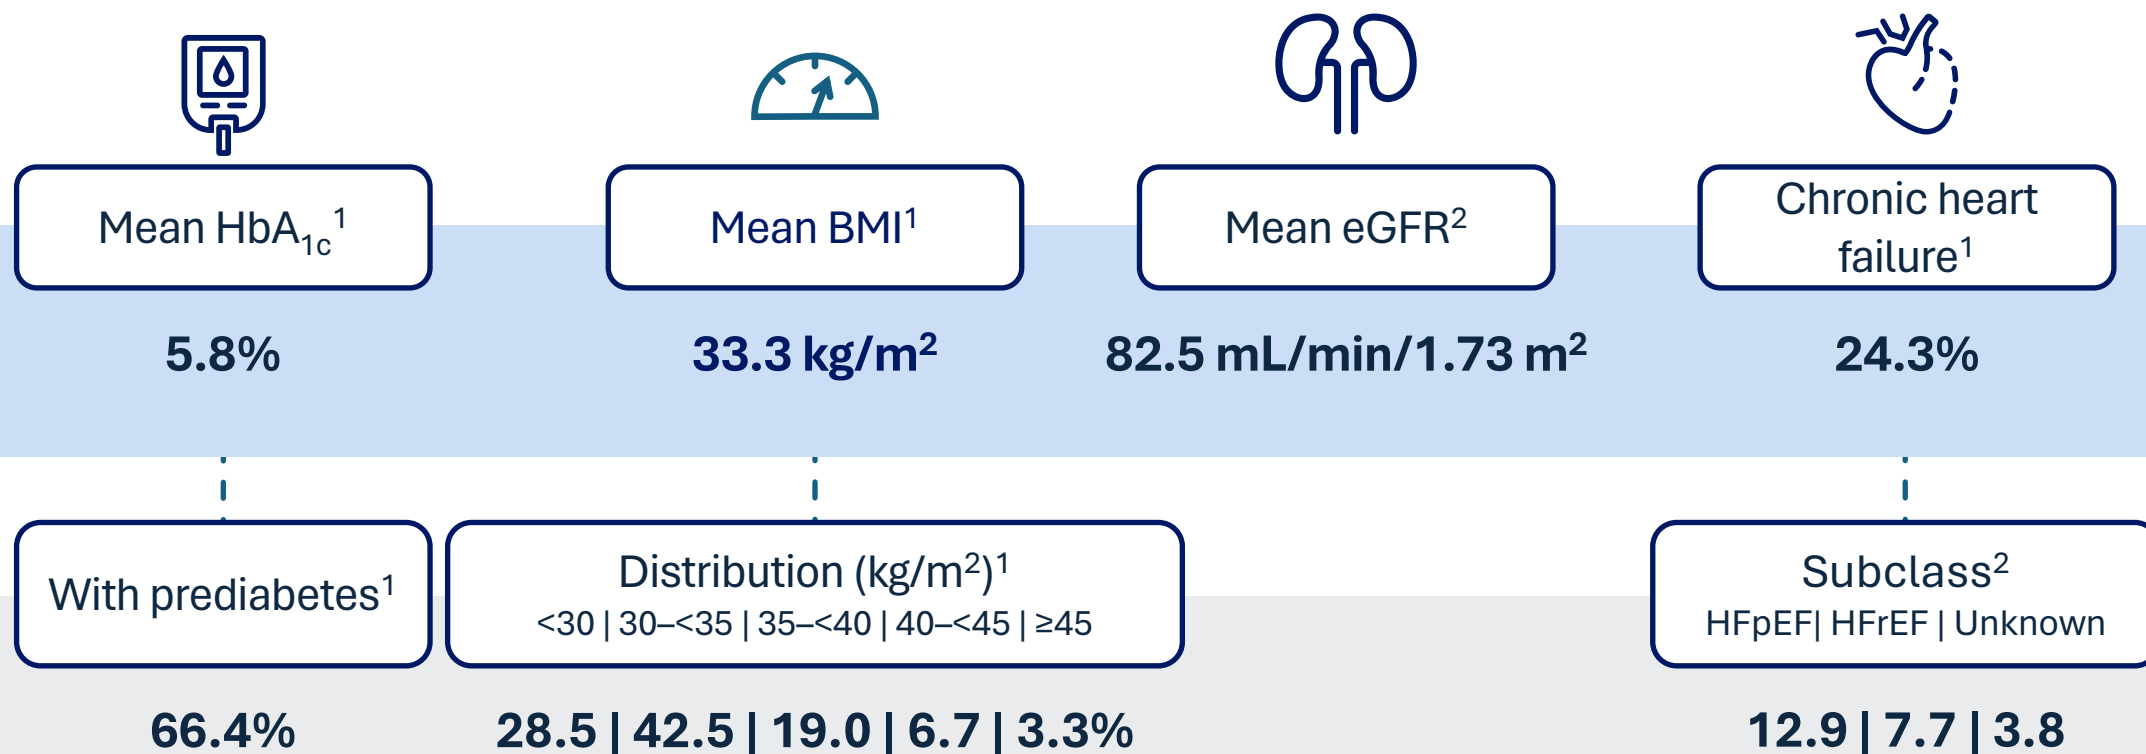 Mean HbA1c¹
Mean BMI¹
Mean eGFR²
Chronic heart
failure¹
5.8%
33.3 kg/m²
82.5 mL/min/1.73 m²
24.3%
With prediabetes¹
Distribution (kg/m²)¹
<30 | 30–<35 | 35–<40 | 40–<45 | ≥45
Subclass²
HFpEF| HFrEF | Unknown
66.4%
28.5 | 42.5 | 19.0 | 6.7 | 3.3%
12.9 | 7.7 | 3.8